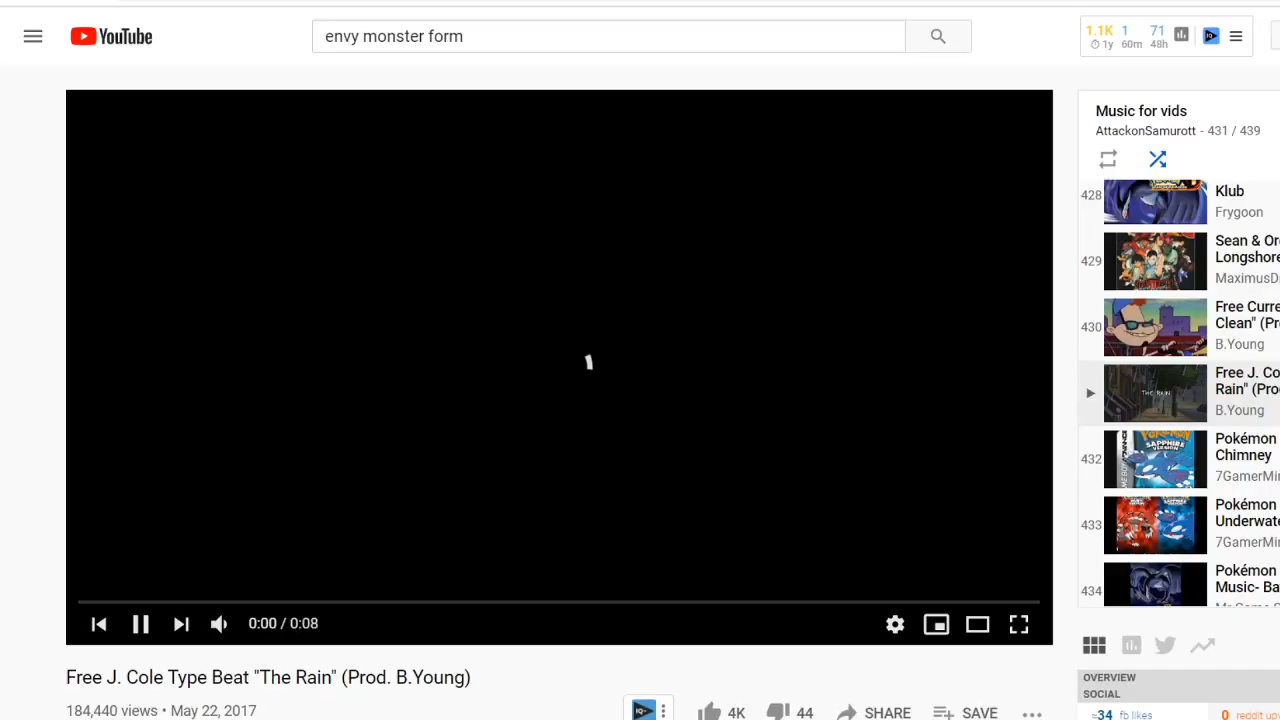 YouTube
envy monster form
1.1K 1 71
1y 60m 48h
Music for vids
AttackonSamurott - 431 / 439
428
Klub
Frygoon
429
Sean & Or
Longshore
MaximusD
430
Free Curre
Clean" (Pr
B.Young
THE RAIN
Free J. Co
Rain" (Pro
B.Young
432
Pokémon
Chimney
7GamerMi
433
Pokémon
Underwate
7GamerMi
434
Pokémon
Music- Ba
0:00 / 0:08
Free J. Cole Type Beat "The Rain" (Prod. B.Young)
184,440 views • May 22, 2017
4K 44 SHARE SAVE
OVERVIEW
SOCIAL
≈34 fb likes 0 reddit up